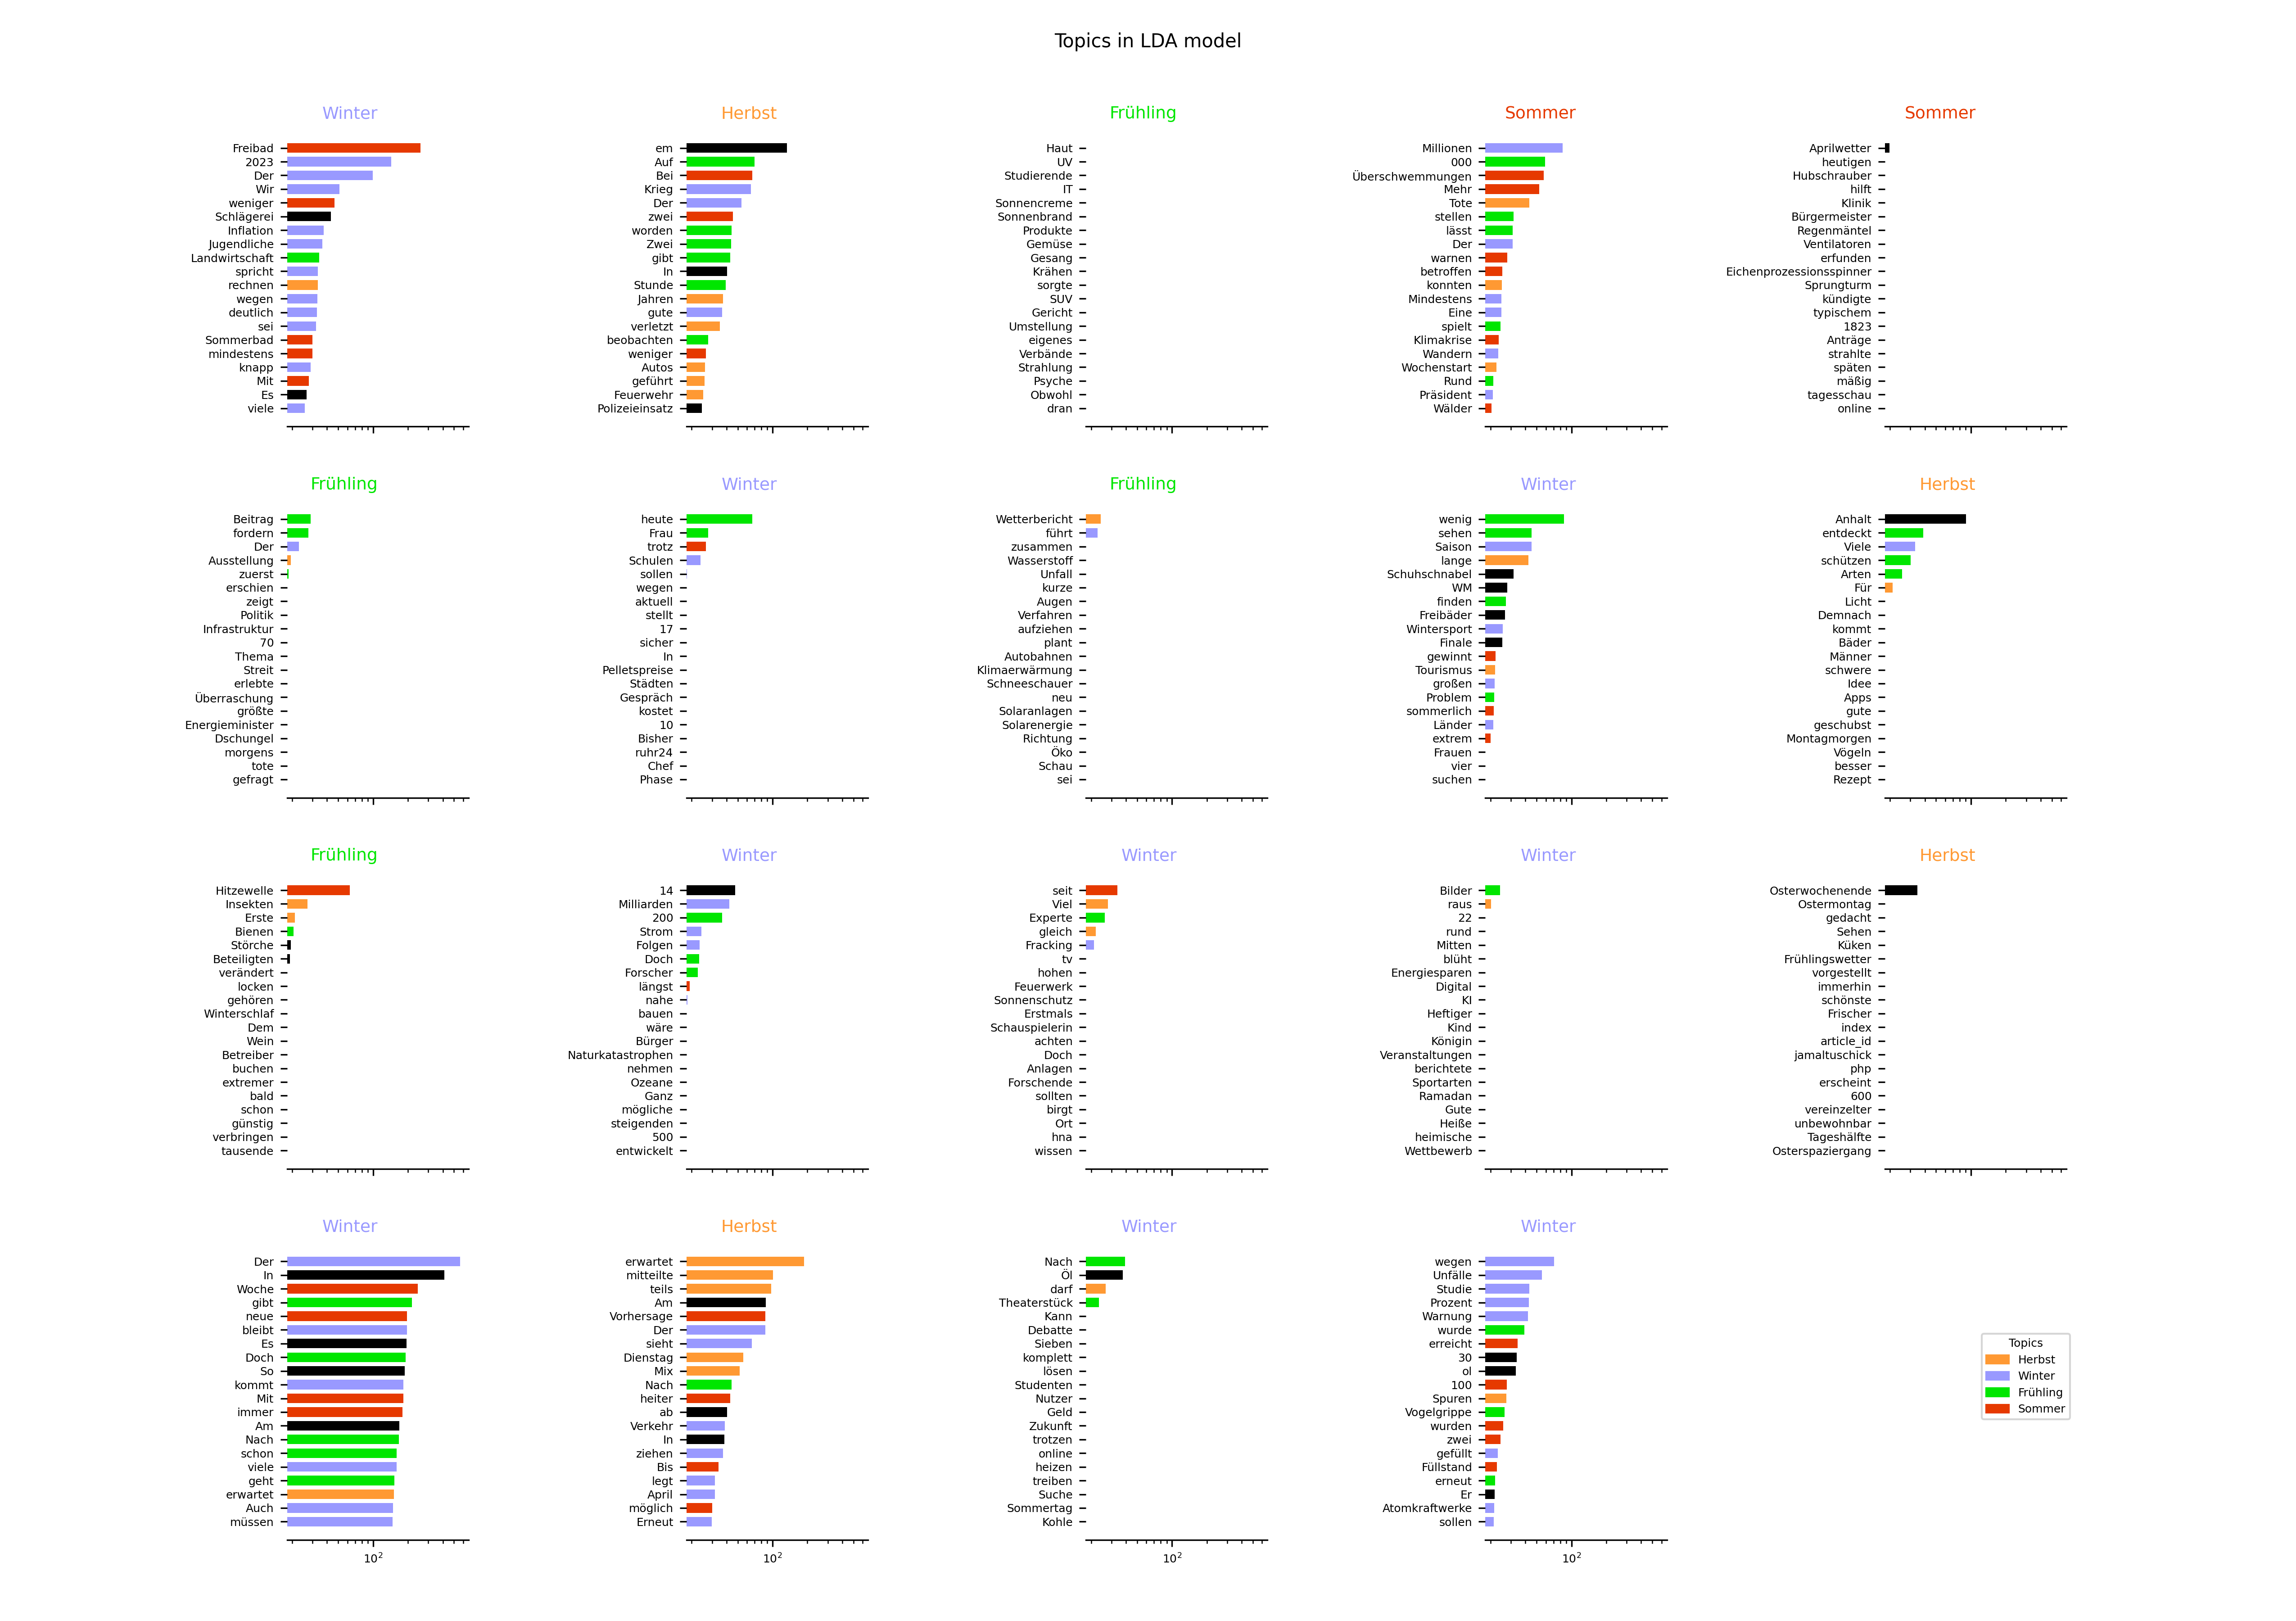 Topics in LDA model
Winter
Freibad
2023
Der
Wir
weniger
Schlägerei
Inflation
Jugendliche
Landwirtschaft
spricht
rechnen
wegen
deutlich
sei
Sommerbad
mindestens
knapp
Mit
Es
viele
Herbst
em
Auf
Bei
Krieg
Der
zwei
worden
Zwei
gibt
In
Stunde
Jahren
gute
verletzt
beobachten
weniger
Autos
geführt
Feuerwehr
Polizeieinsatz
Frühling
Haut
UV
Studierende
IT
Sonnencreme
Sonnenbrand
Produkte
Gemüse
Gesang
Krähen
sorgte
SUV
Gericht
Umstellung
eigenes
Verbände
Strahlung
Psyche
Obwohl
dran
Sommer
Millionen
000
Überschwemmungen
Mehr
Tote
stellen
lässt
Der
warnen
betroffen
konnten
Mindestens
Eine
spielt
Klimakrise
Wandern
Wochenstart
Rund
Präsident
Wälder
Sommer
Aprilwetter
heutigen
Hubschrauber
hilft
Klinik
Bürgermeister
Regenmäntel
Ventilatoren
erfunden
Eichenprozessionsspinner
Sprungturm
kündigte
typischem
1823
Anträge
strahlte
späten
mäßig
tagesschau
online
Frühling
Beitrag
fordern
Der
Ausstellung
zuerst
erschien
zeigt
Politik
Infrastruktur
70
Thema
Streit
erlebte
Überraschung
größte
Energieminister
Dschungel
morgens
tote
gefragt
Winter
heute
Frau
trotz
Schulen
sollen
wegen
aktuell
stellt
17
sicher
In
Pelletspreise
Städten
Gespräch
kostet
10
Bisher
ruhr24
Chef
Phase
Frühling
Wetterbericht
führt
zusammen
Wasserstoff
Unfall
kurze
Augen
Verfahren
aufziehen
plant
Autobahnen
Klimaerwärmung
Schneeschauer
neu
Solaranlagen
Solarenergie
Richtung
Öko
Schau
sei
Winter
wenig
sehen
Saison
lange
Schuhschnabel
WM
finden
Freibäder
Wintersport
Finale
gewinnt
Tourismus
großen
Problem
sommerlich
Länder
extrem
Frauen
vier
suchen
Herbst
Anhalt
entdeckt
Viele
schützen
Arten
Für
Licht
Demnach
kommt
Bäder
Männer
schwere
Idee
Apps
gute
geschubst
Montagmorgen
Vögeln
besser
Rezept
Frühling
Hitzewelle
Insekten
Erste
Bienen
Störche
Beteiligten
verändert
locken
gehören
Winterschlaf
Dem
Wein
Betreiber
buchen
extremer
bald
schon
günstig
verbringen
tausende
Winter
14
Milliarden
200
Strom
Folgen
Doch
Forscher
längst
nahe
bauen
wäre
Bürger
Naturkatastrophen
nehmen
Ozeane
Ganz
mögliche
steigenden
500
entwickelt
Winter
seit
Viel
Experte
gleich
Fracking
tv
hohen
Feuerwerk
Sonnenschutz
Erstmals
Schauspielerin
achten
Doch
Anlagen
Forschende
sollten
birgt
Ort
hna
wissen
Winter
Bilder
raus
22
rund
Mitten
blüht
Energiesparen
Digital
KI
Heftiger
Kind
Königin
Veranstaltungen
berichtete
Sportarten
Ramadan
Gute
Heiße
heimische
Wettbewerb
Herbst
Osterwochenende
Ostermontag
gedacht
Sehen
Küken
Frühlingswetter
vorgestellt
immerhin
schönste
Frischer
index
article_id
jamaltuschick
php
erscheint
600
vereinzelter
unbewohnbar
Tageshälfte
Osterspaziergang
Winter
Der
In
Woche
gibt
neue
bleibt
Es
Doch
So
kommt
Mit
immer
Am
Nach
schon
viele
geht
erwartet
Auch
müssen
10²
Herbst
erwartet
mitteilte
teils
Am
Vorhersage
Der
sieht
Dienstag
Mix
Nach
heiter
ab
Verkehr
In
ziehen
Bis
legt
April
möglich
Erneut
10²
Winter
Nach
Öl
darf
Theaterstück
Kann
Debatte
Sieben
komplett
lösen
Studenten
Nutzer
Geld
Zukunft
trotzen
online
heizen
treiben
Suche
Sommertag
Kohle
10²
Winter
wegen
Unfälle
Studie
Prozent
Warnung
wurde
erreicht
30
ol
100
Spuren
Vogelgrippe
wurden
zwei
gefüllt
Füllstand
erneut
Er
Atomkraftwerke
sollen
10²
Topics
Herbst
Winter
Frühling
Sommer